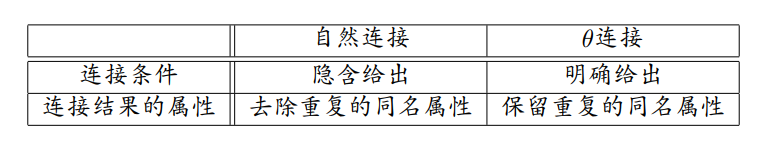 自然连接 θ连接
连接条件 隐含给出 明确给出
连接结果的属性 去除重复的同名属性 保留重复的同名属性